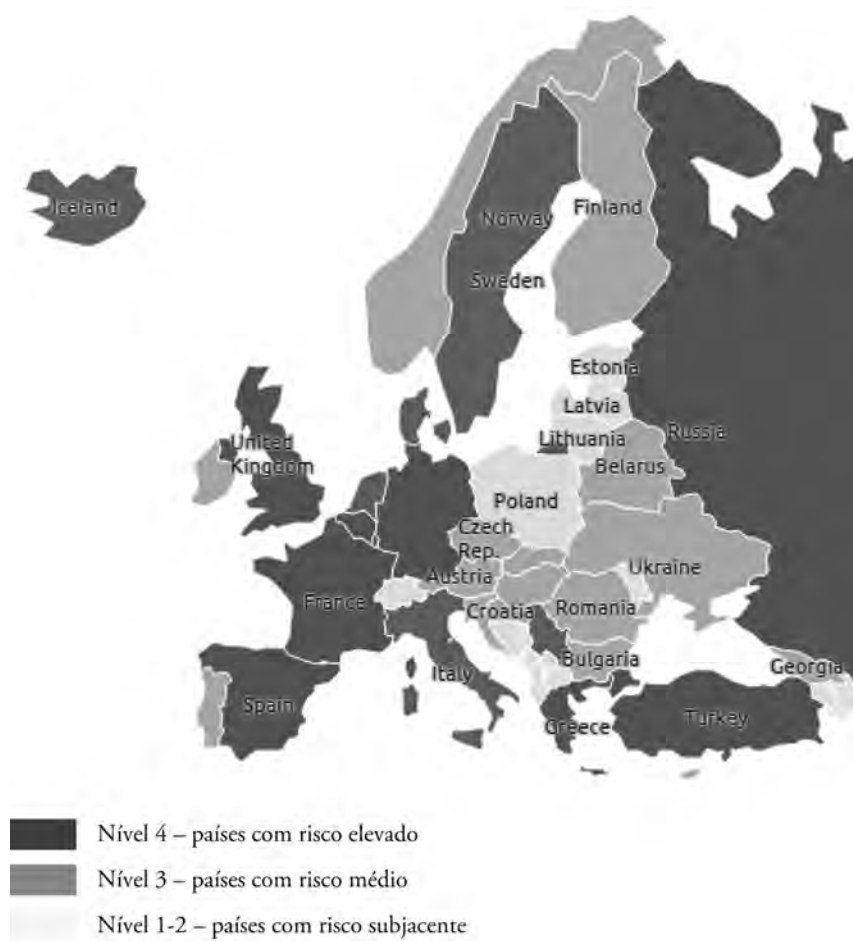 Iceland
Norway
Finland
Sweden
Estonia
Latvia
Lithuania
Russia
United
Kingdom
Belarus
Poland
Czech
Rep.
Ukraine
Austria
France
Croatia
Romania
Bulgaria
Georgia
Italy
Spain
Greece
Turkey
Nível 4 – países com risco elevado
Nível 3 – países com risco médio
Nível 1-2 – países com risco subjacente